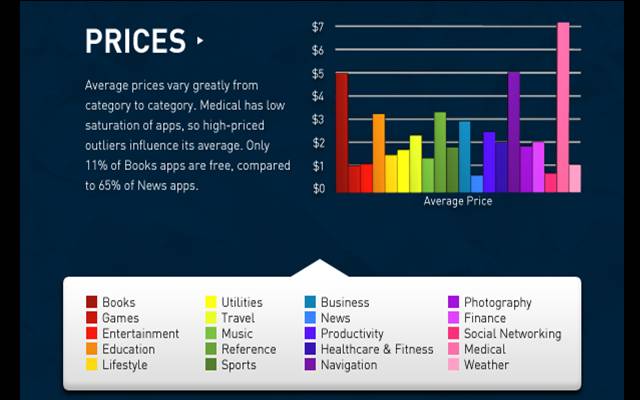 PRICES
Average prices vary greatly from
category to category. Medical has low
saturation of apps, so high-priced
outliers influence its average. Only
11% of Books apps are free, compared
to 65% of News apps.
$7
$6
$5
$4
$3
$2
$1
$0
Average Price
Books
Games
Entertainment
Education
Lifestyle
Utilities
Travel
Music
Reference
Sports
Business
News
Productivity
Healthcare & Fitness
Navigation
Photography
Finance
Social Networking
Medical
Weather